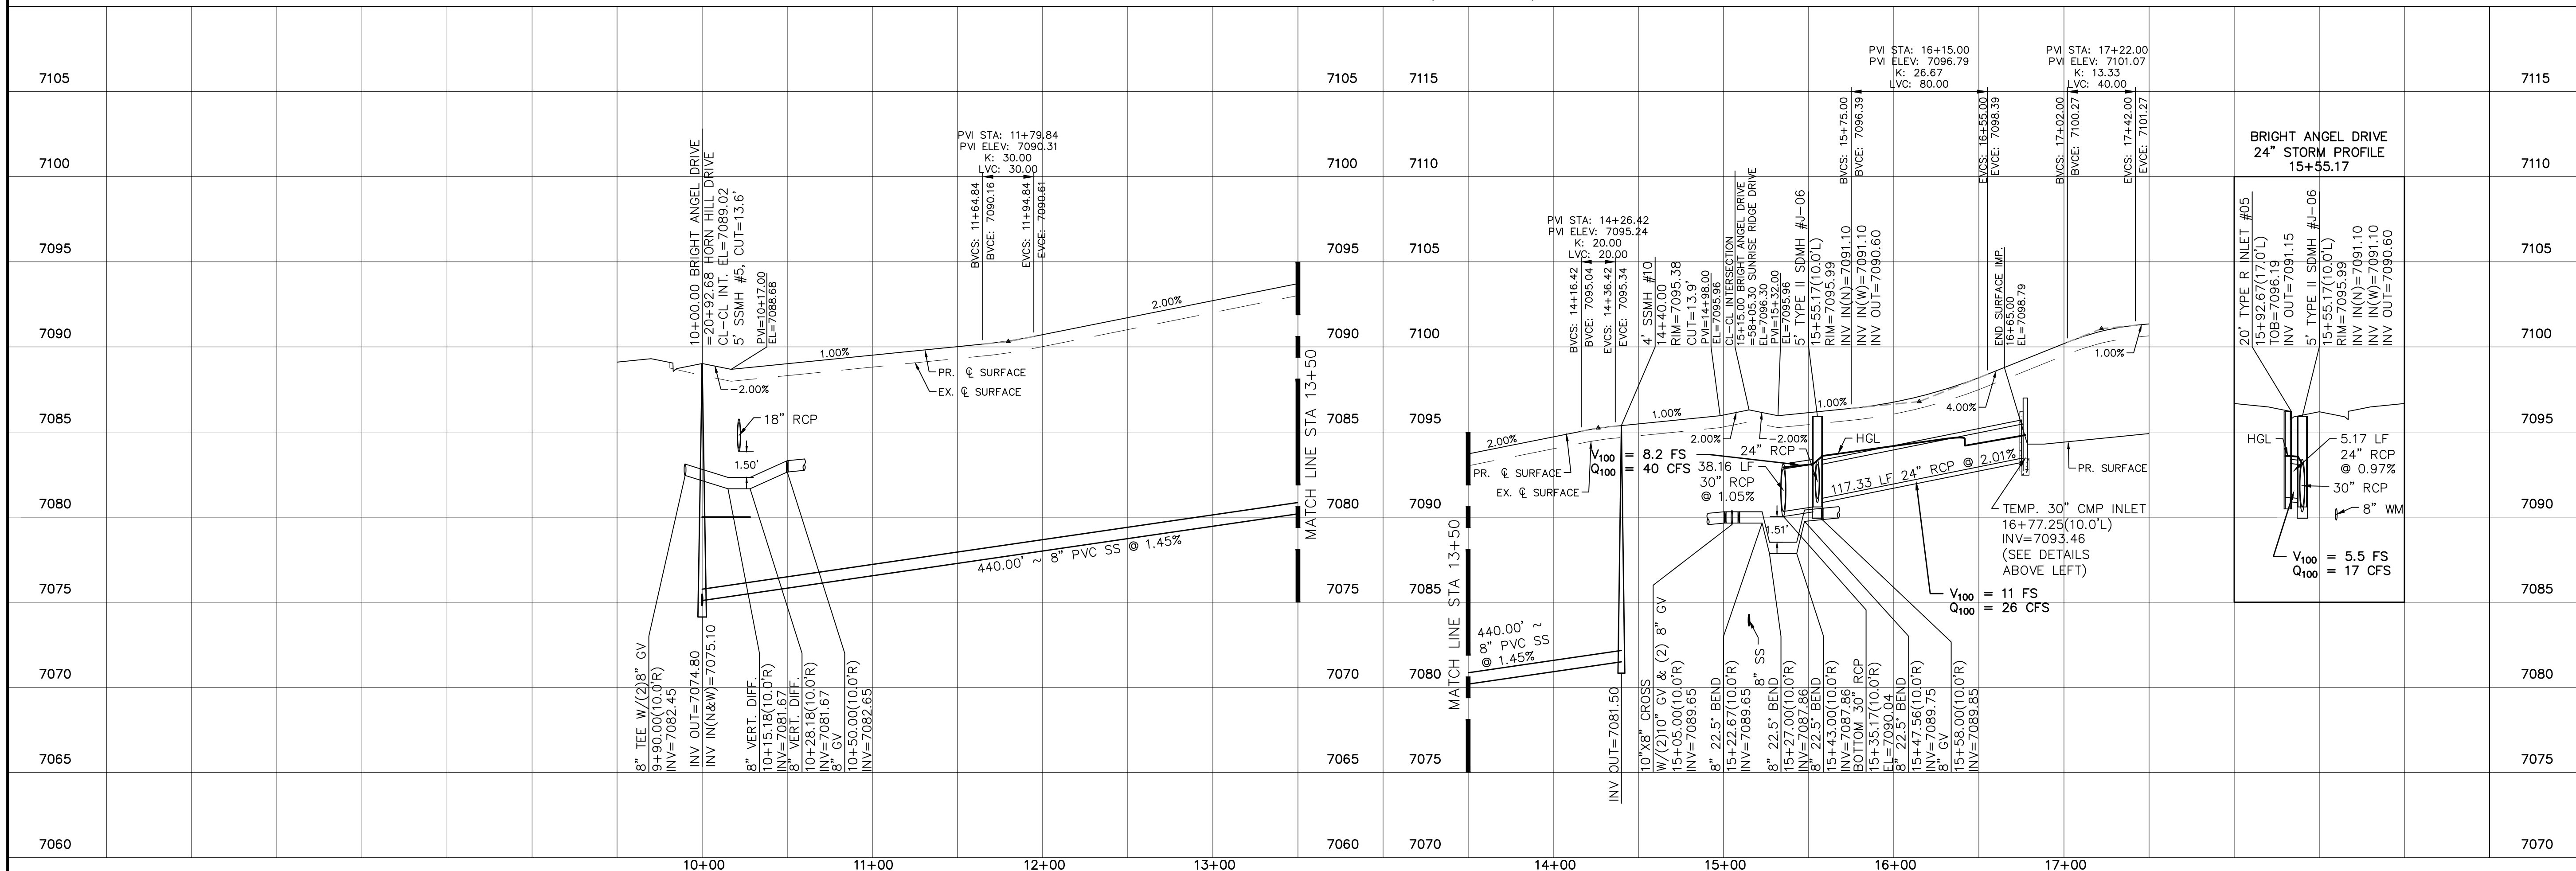 7105
7100
7095
7090
7085
7080
7075
7070
7065
7060
10+00.00 BRIGHT ANGEL DRIVE
=20+92.68 HORN HILL DRIVE
CL-CL INT. EL=7089.02
5' SSMH #5, CUT=13.6'
PVI=10+17.00
EL=7088.68
PVI STA: 11+79.84
PVI ELEV: 7090.31
K: 30.00
LVC: 30.00
BVCS: 11+64.84
BVCE: 7090.16
EVCS: 11+94.84
EVCE: 7090.61
-2.00%
1.00%
2.00%
PR. ℄ SURFACE
EX. ℄ SURFACE
18" RCP
1.50'
440.00' ~ 8" PVC SS @ 1.45%
8" TEE W/(2)8" GV
9+90.00(10.0'R)
INV=7082.45
INV OUT=7074.80
INV IN(N&W)=7075.10
8" VERT. DIFF.
10+15.18(10.0'R)
INV=7081.67
8" VERT. DIFF.
10+28.18(10.0'R)
INV=7081.67
8" GV
10+50.00(10.0'R)
INV=7082.65
10+00
11+00
12+00
13+00
MATCH LINE STA 13+50
7105
7100
7095
7090
7085
7080
7075
7070
7065
7060
7115
7110
7105
7100
7095
7090
7085
7080
7075
7070
MATCH LINE STA 13+50
PVI STA: 14+26.42
PVI ELEV: 7095.24
K: 20.00
LVC: 20.00
BVCS: 14+16.42
BVCE: 7095.04
EVCS: 14+36.42
EVCE: 7095.34
4' SSMH #10
14+40.00
RIM=7095.38
CUT=13.9'
PVI=14+98.00
EL=7095.96
CL-CL INTERSECTION
15+15.00 BRIGHT ANGEL DRIVE
=58+05.30 SUNRISE RIDGE DRIVE
EL=7096.30
PVI=15+32.00
EL=7095.96
5' TYPE II SDMH #J-06
15+55.17(10.0'L)
RIM=7095.99
INV IN(N)=7091.10
INV IN(W)=7091.10
INV OUT=7090.60
PVI STA: 16+15.00
PVI ELEV: 7096.79
K: 26.67
LVC: 80.00
BVCS: 15+75.00
BVCE: 7096.39
EVCS: 16+55.00
EVCE: 7098.39
PVI STA: 17+22.00
PVI ELEV: 7101.07
K: 13.33
LVC: 40.00
BVCS: 17+02.00
BVCE: 7100.27
EVCS: 17+42.00
EVCE: 7101.27
END SURFACE IMP.
16+65.00
EL=7098.79
2.00%
1.00%
2.00%
-2.00%
1.00%
4.00%
1.00%
PR. ℄ SURFACE
EX. ℄ SURFACE
V100 = 8.2 FS
Q100 = 40 CFS
38.16 LF
30" RCP
@ 1.05%
24" RCP
HGL
117.33 LF 24" RCP @ 2.01%
PR. SURFACE
TEMP. 30" CMP INLET
16+77.25(10.0'L)
INV=7093.46
(SEE DETAILS
ABOVE LEFT)
V100 = 11 FS
Q100 = 26 CFS
1.51'
8" SS
440.00' ~
8" PVC SS
@ 1.45%
INV OUT=7081.50
10"X8" CROSS
W/(2)10" GV & (2) 8" GV
15+05.00(10.0'R)
INV=7089.65
8" 22.5° BEND
15+22.67(10.0'R)
INV=7089.65
8" 22.5° BEND
15+27.00(10.0'R)
INV=7087.86
8" 22.5° BEND
15+43.00(10.0'R)
INV=7087.86
BOTTOM 30" RCP
15+35.17(10.0'R)
EL=7090.04
8" 22.5° BEND
15+47.56(10.0'R)
INV=7089.75
8" GV
15+58.00(10.0'R)
INV=7089.85
14+00
15+00
16+00
17+00
BRIGHT ANGEL DRIVE
24" STORM PROFILE
15+55.17
20' TYPE R INLET #05
15+92.67(17.0'L)
TOB=7096.19
INV OUT=7091.15
5' TYPE II SDMH #J-06
15+55.17(10.0'L)
RIM=7095.99
INV IN(N)=7091.10
INV IN(W)=7091.10
INV OUT=7090.60
HGL
5.17 LF
24" RCP
@ 0.97%
30" RCP
8" WM
V100 = 5.5 FS
Q100 = 17 CFS
7115
7110
7105
7100
7095
7090
7085
7080
7075
7070